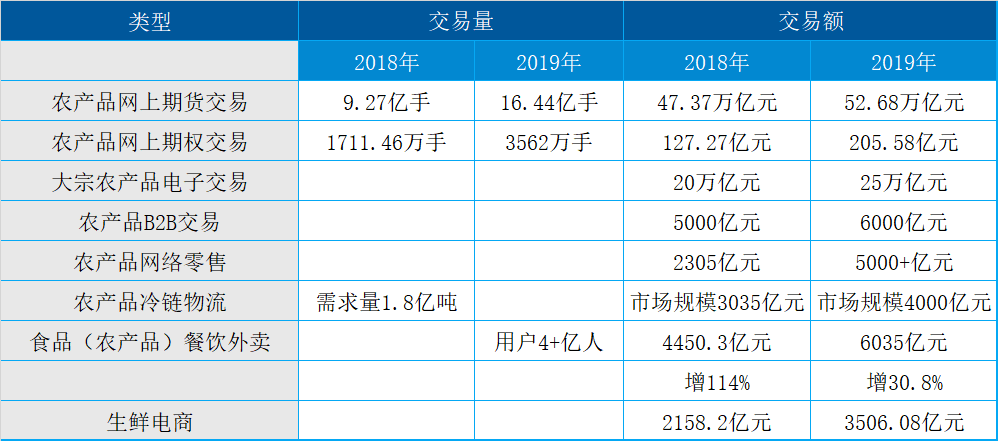 类型 交易量 交易额
2018年 2019年 2018年 2019年
农产品网上期货交易 9.27亿手 16.44亿手 47.37万亿元 52.68万亿元
农产品网上期权交易 1711.46万手 3562万手 127.27亿元 205.58亿元
大宗农产品电子交易 20万亿元 25万亿元
农产品B2B交易 5000亿元 6000亿元
农产品网络零售 2305亿元 5000+亿元
农产品冷链物流 需求量1.8亿吨 市场规模3035亿元 市场规模4000亿元
食品（农产品）餐饮外卖 用户4+亿人 4450.3亿元 6035亿元
增114% 增30.8%
生鲜电商 2158.2亿元 3506.08亿元